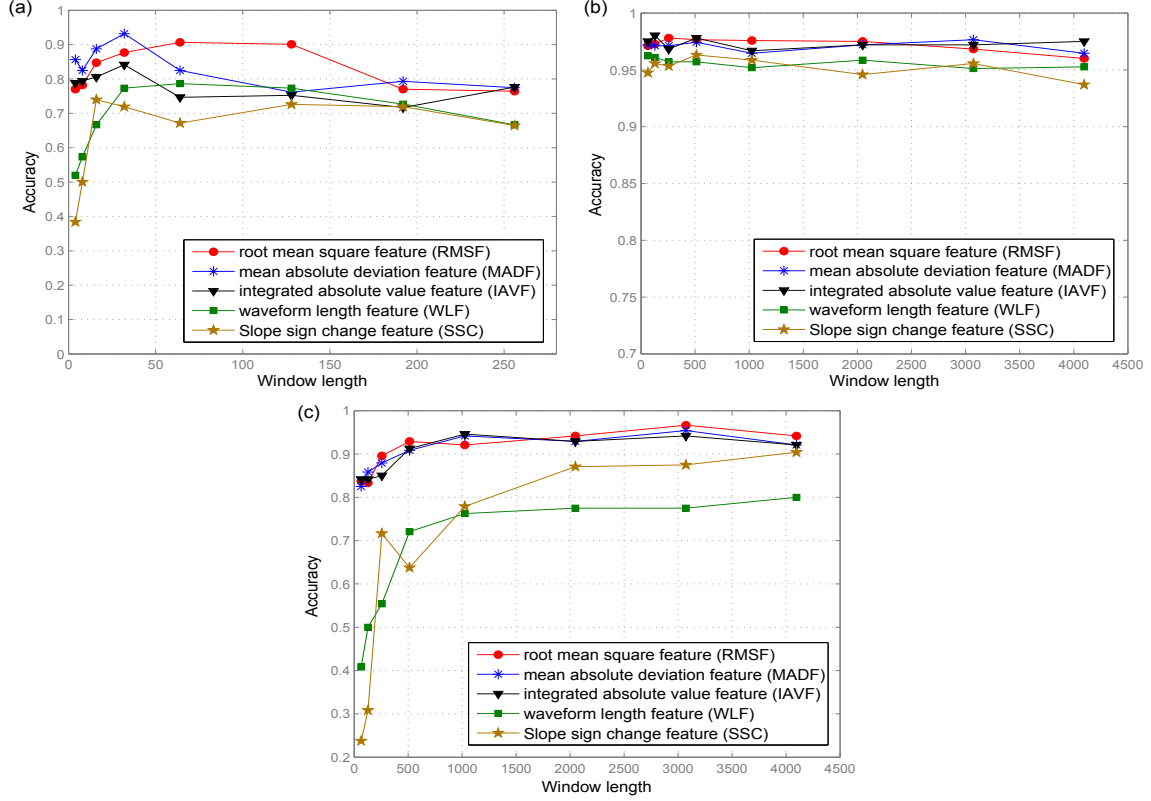 (a)
1
0.9
0.8
0.7
0.6
0.5
0.4
0.3
0.2
0.1
0
Accuracy
0 50 100 150 200 250
Window length
root mean square feature (RMSF)
mean absolute deviation feature (MADF)
integrated absolute value feature (IAVF)
waveform length feature (WLF)
Slope sign change feature (SSC)
(b)
1
0.95
0.9
0.85
0.8
0.75
0.7
Accuracy
0 500 1000 1500 2000 2500 3000 3500 4000 4500
Window length
root mean square feature (RMSF)
mean absolute deviation feature (MADF)
integrated absolute value feature (IAVF)
waveform length feature (WLF)
Slope sign change feature (SSC)
(c)
1
0.9
0.8
0.7
0.6
0.5
0.4
0.3
0.2
Accuracy
0 500 1000 1500 2000 2500 3000 3500 4000 4500
Window length
root mean square feature (RMSF)
mean absolute deviation feature (MADF)
integrated absolute value feature (IAVF)
waveform length feature (WLF)
Slope sign change feature (SSC)